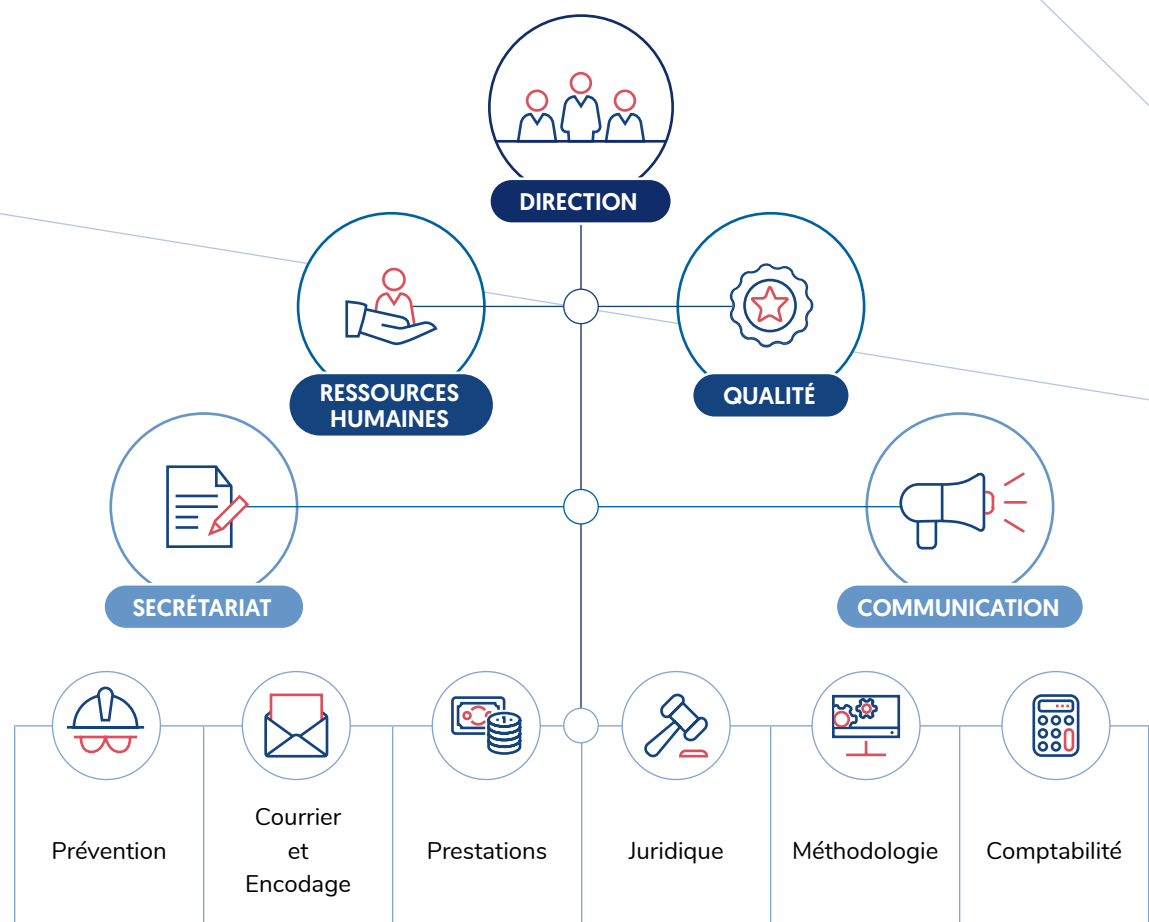 DIRECTION
RESSOURCES
HUMAINES
QUALITÉ
SECRÉTARIAT
COMMUNICATION
Prévention
Courrier
et
Encodage
Prestations
Juridique
Méthodologie
Comptabilité